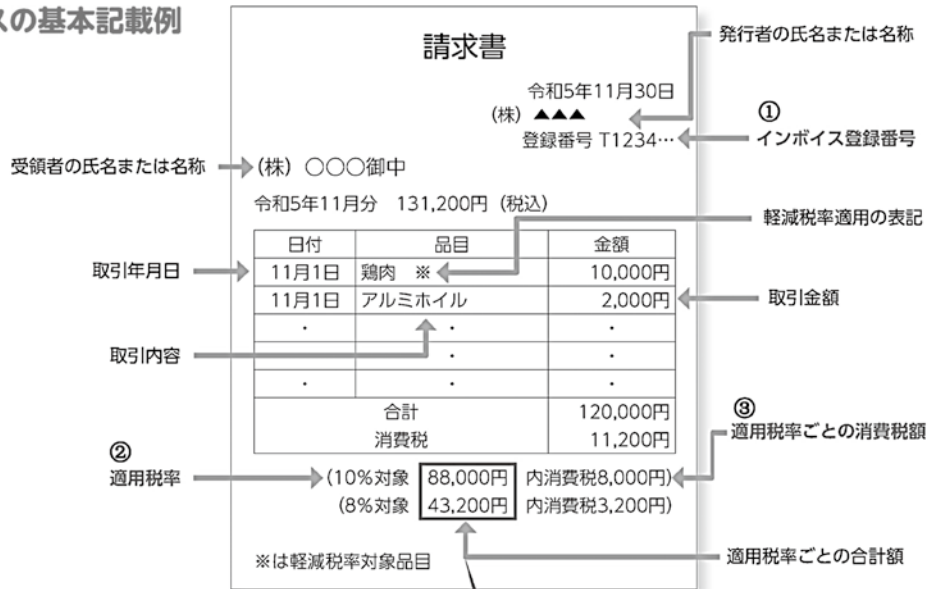 スの基本記載例
請求書
発行者の氏名または名称
令和5年11月30日
(株) ▲▲▲
①
登録番号 T1234…
インボイス登録番号
受領者の氏名または名称
(株) 〇〇〇御中
令和5年11月分 131,200円 (税込)
軽減税率適用の表記
日付 品目 金額
取引年月日
11月1日 鶏肉 ※ 10,000円
11月1日 アルミホイル 2,000円
取引金額
・ ・ ・
取引内容
・ ・
・ ・ ・
合計 120,000円
消費税 11,200円
③
適用税率ごとの消費税額
②
適用税率
(10%対象 88,000円 内消費税8,000円)
(8%対象 43,200円 内消費税3,200円)
適用税率ごとの合計額
※は軽減税率対象品目